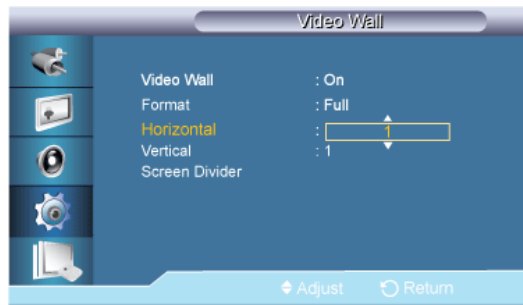 Video Wall
Video Wall : On
Format : Full
Horizontal : 1
Vertical : 1
Screen Divider
Adjust Return